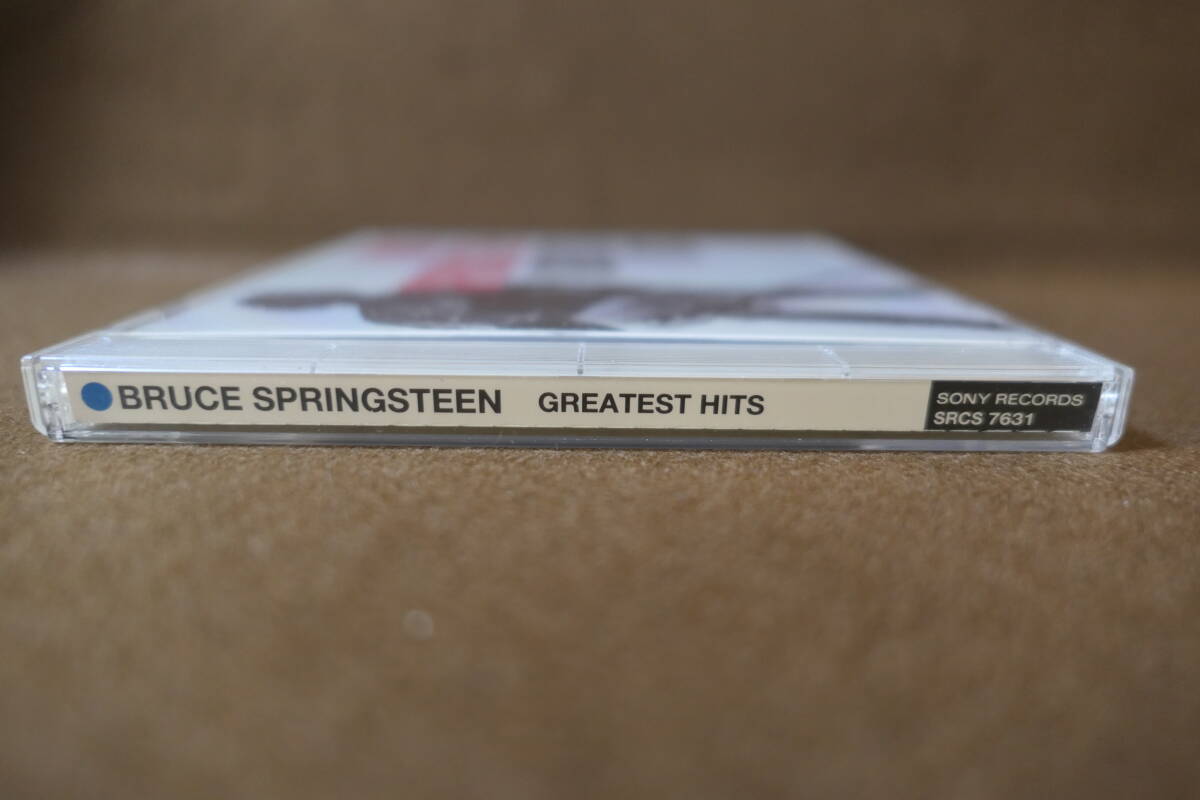 BRUCE SPRINGSTEEN GREATEST HITS
SONY RECORDS
SRCS 7631